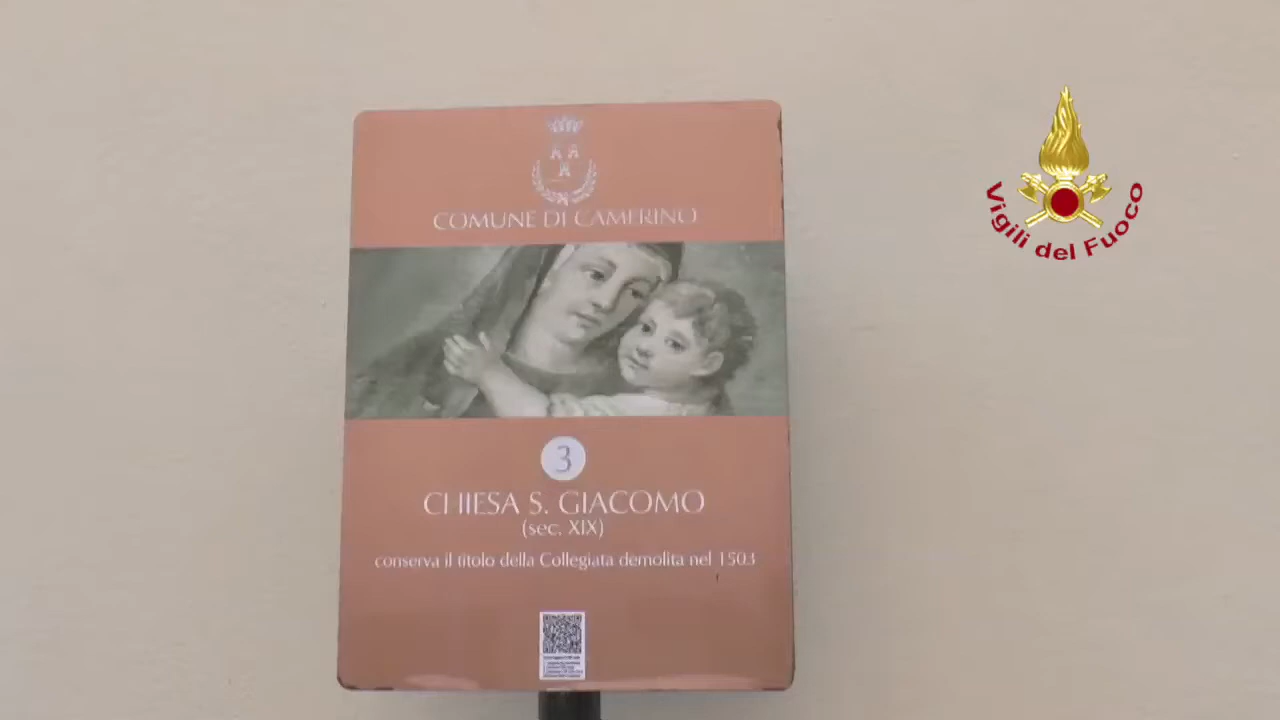 COMUNE DI CAMERINO
Vigili del Fuoco
3
CHIESA S. GIACOMO
(sec. XIX)
conserva il titolo della Collegiata demolita nel 1503